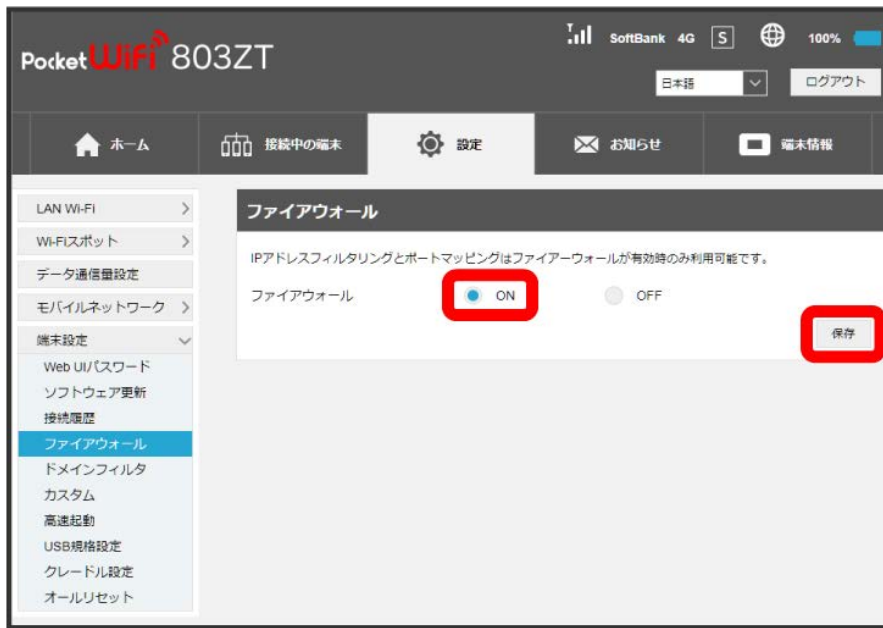 Pocket WiFi 803ZT
SoftBank 4G S 100%
日本語
ログアウト
ホーム
接続中の端末
設定
お知らせ
端末情報
LAN Wi-Fi
Wi-Fiスポット
データ通信量設定
モバイルネットワーク
端末設定
Web UIパスワード
ソフトウェア更新
接続履歴
ファイアウォール
ドメインフィルタ
カスタム
高速起動
USB規格設定
クレードル設定
オールリセット
ファイアウォール
IPアドレスフィルタリングとポートマッピングはファイアーウォールが有効時のみ利用可能です。
ファイアウォール
ON
OFF
保存